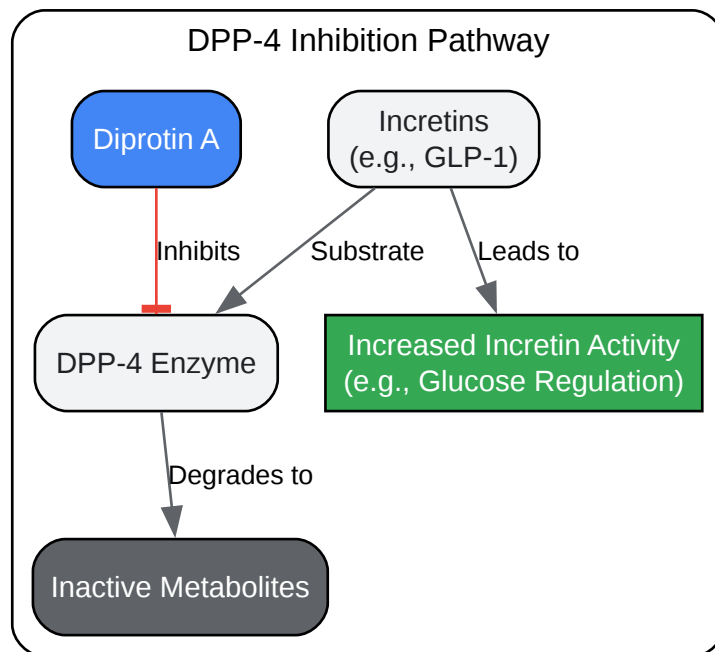 DPP-4 Inhibition Pathway
Diprotin A
Incretins
(e.g., GLP-1)
Inhibits
Substrate
Leads to
DPP-4 Enzyme
Increased Incretin Activity
(e.g., Glucose Regulation)
Degrades to
Inactive Metabolites